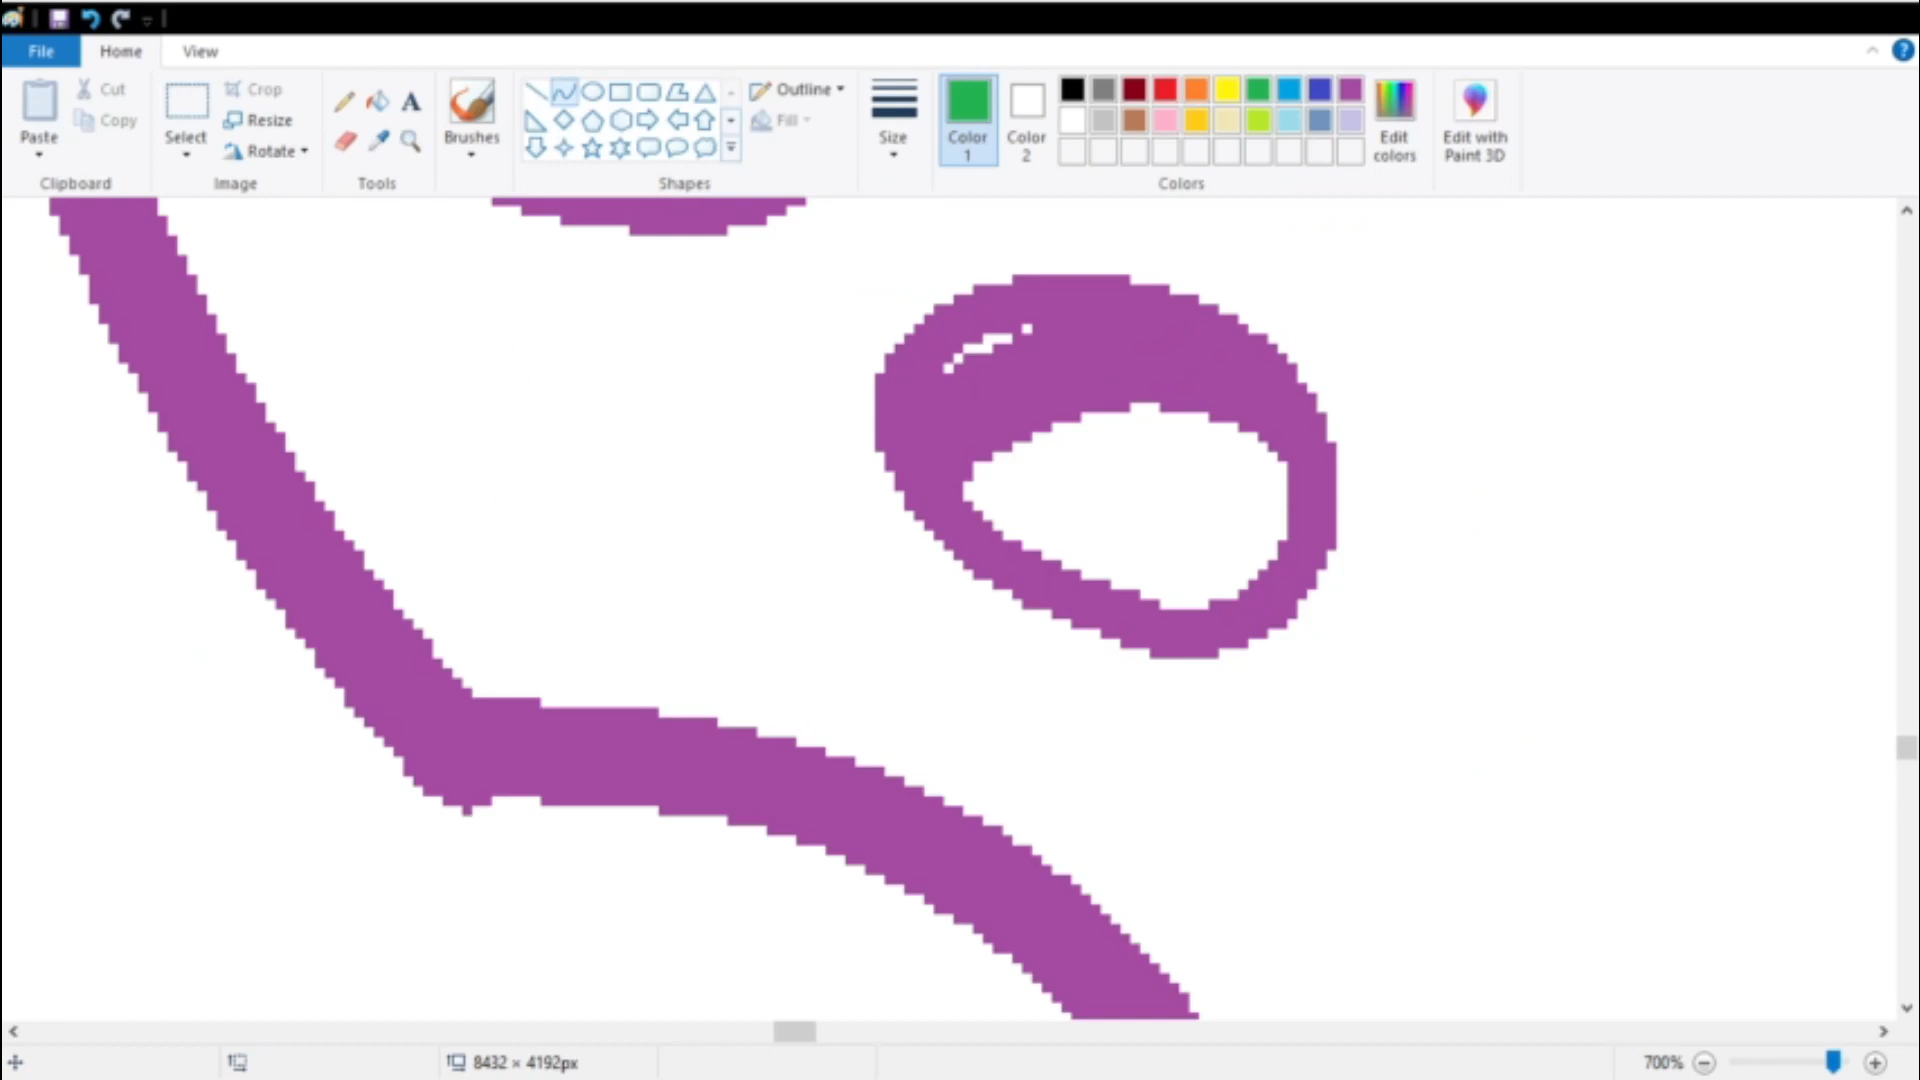 File Home View
Paste Cut Copy
Clipboard
Select Crop Resize Rotate
Image
A
Tools
Brushes
Outline Fill
Shapes
Size
Color 1
Color 2
Edit colors
Colors
Edit with Paint 3D
?
8432 × 4192px
700%